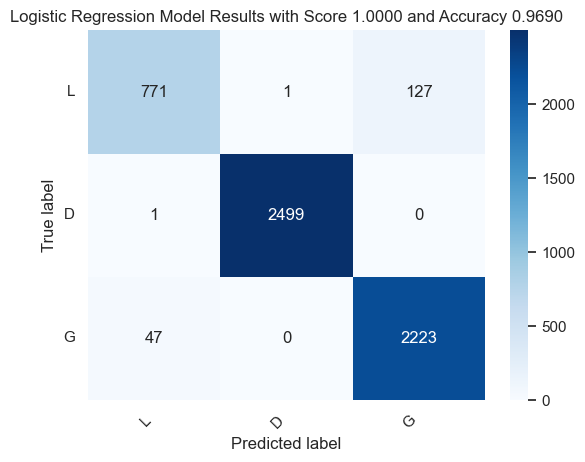 Logistic Regression Model Results with Score 1.0000 and Accuracy 0.9690
L 771 1 127
D 1 2499 0
G 47 0 2223
True label
L D G
Predicted label
2000
1500
1000
500
0